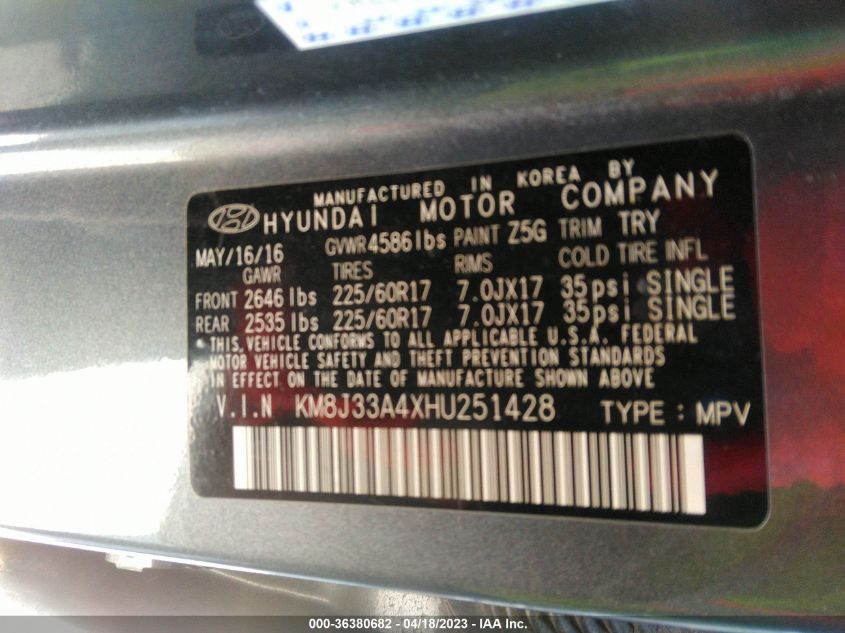 MANUFACTURED IN KOREA BY
HYUNDAI MOTOR COMPANY
MAY/16/16 GVWR 4586 lbs PAINT Z5G TRIM TRY
GAWR TIRES RIMS COLD TIRE INFL
FRONT 2646 lbs 225/60R17 7.0JX17 35psi SINGLE
REAR 2535 lbs 225/60R17 7.0JX17 35psi SINGLE
THIS VEHICLE CONFORMS TO ALL APPLICABLE U.S.A. FEDERAL
MOTOR VEHICLE SAFETY AND THEFT PREVENTION STANDARDS
IN EFFECT ON THE DATE OF MANUFACTURE SHOWN ABOVE
V.I.N KM8J33A4XHU251428 TYPE : MPV
000-36380682 - 04/18/2023 - IAA Inc.